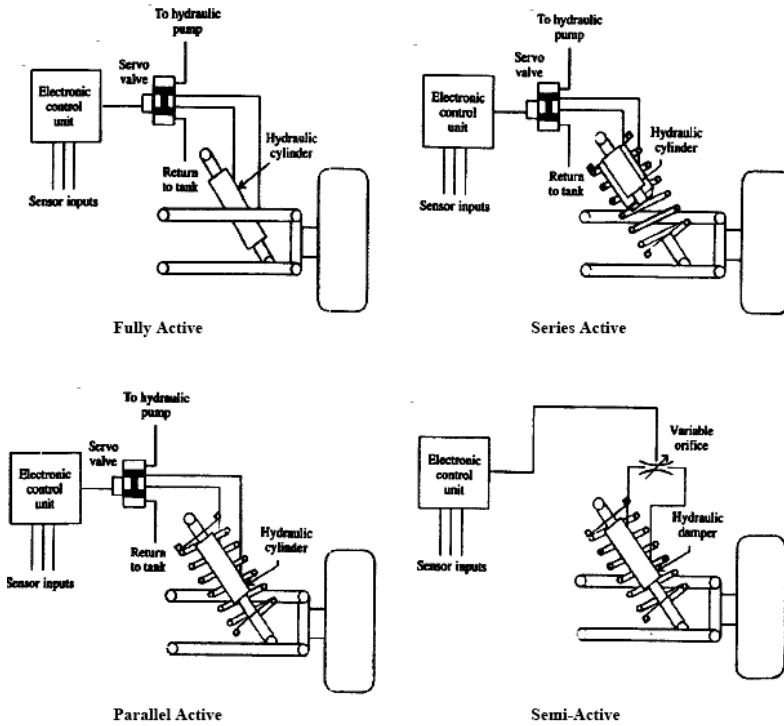 To hydraulic
pump
Servo
valve
Electronic
control
unit
Hydraulic
cylinder
Return
to tank
Sensor inputs
Fully Active
To hydraulic
pump
Servo
valve
Electronic
control
unit
Hydraulic
cylinder
Return
to tank
Sensor inputs
Series Active
To hydraulic
pump
Servo
valve
Electronic
control
unit
Return
to tank
Hydraulic
cylinder
Sensor inputs
Parallel Active
Variable
orifice
Electronic
control
unit
Hydraulic
damper
Sensor inputs
Semi-Active